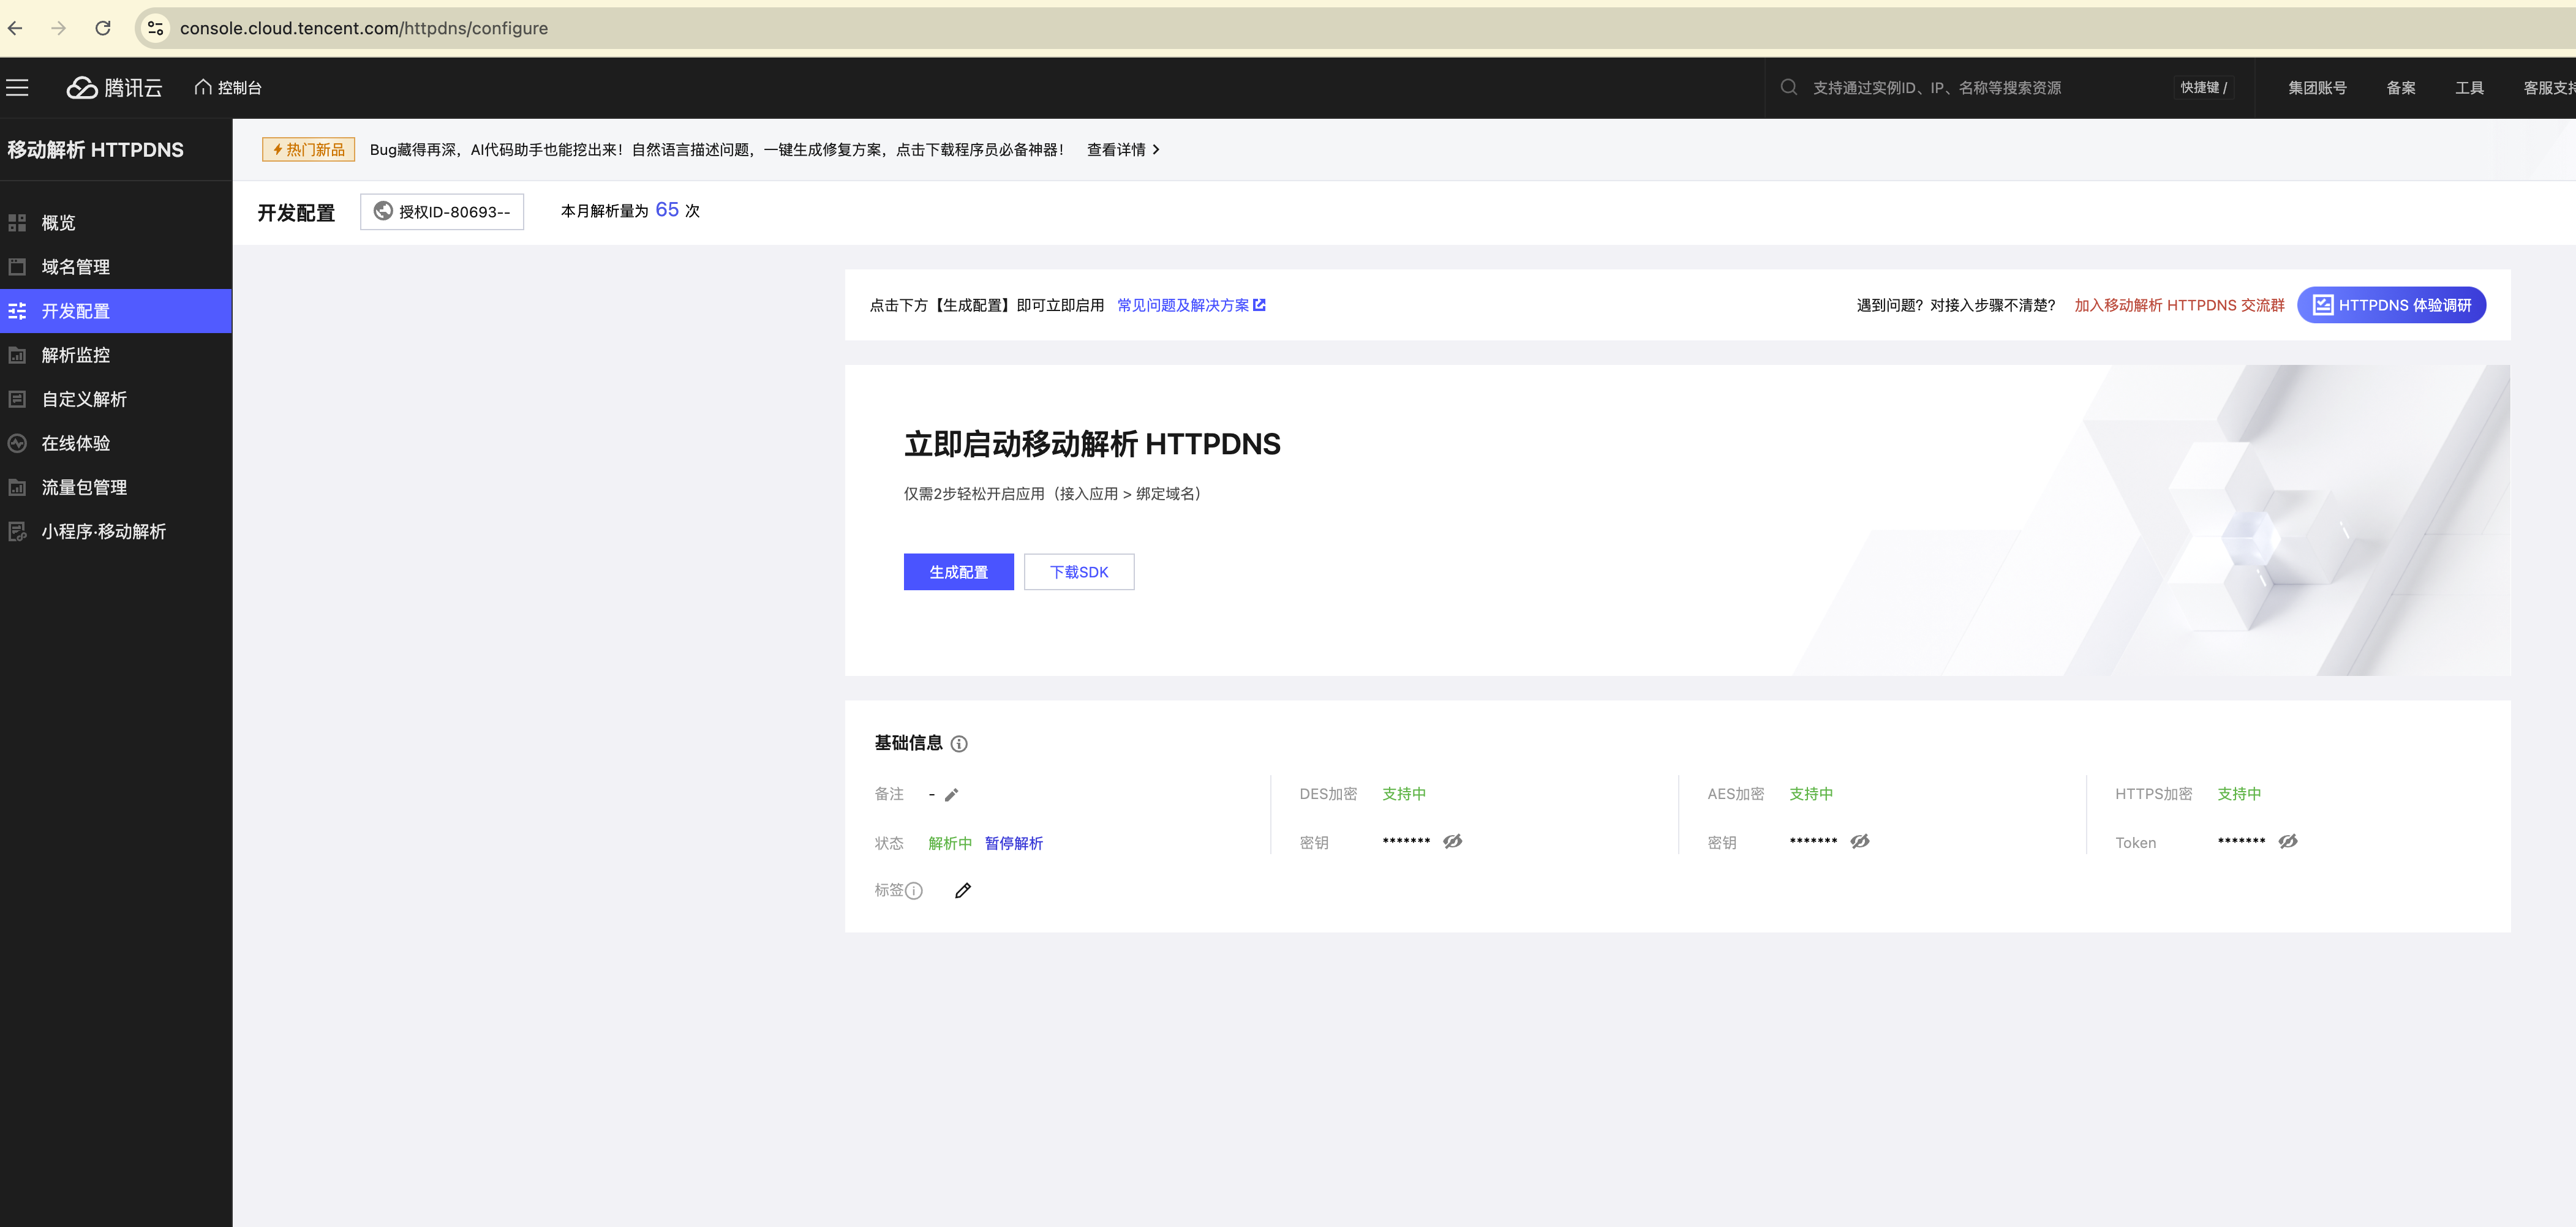 console.cloud.tencent.com/httpdns/configure
腾讯云 控制台 支持通过实例ID、IP、名称等搜索资源 快捷键 / 集团账号 备案 工具 客服支持
移动解析 HTTPDNS
概览
域名管理
开发配置
解析监控
自定义解析
在线体验
流量包管理
小程序·移动解析
热门新品 Bug藏得再深，AI代码助手也能挖出来！自然语言描述问题，一键生成修复方案，点击下载程序员必备神器！ 查看详情
开发配置 授权ID-80693-- 本月解析量为 65 次
点击下方【生成配置】即可立即启用 常见问题及解决方案 遇到问题？对接入步骤不清楚？ 加入移动解析 HTTPDNS 交流群 HTTPDNS 体验调研
立即启动移动解析 HTTPDNS
仅需2步轻松开启应用（接入应用 > 绑定域名）
生成配置 下载SDK
基础信息
备注 - DES加密 支持中 AES加密 支持中 HTTPS加密 支持中
状态 解析中 暂停解析 密钥 ******* 密钥 ******* Token *******
标签